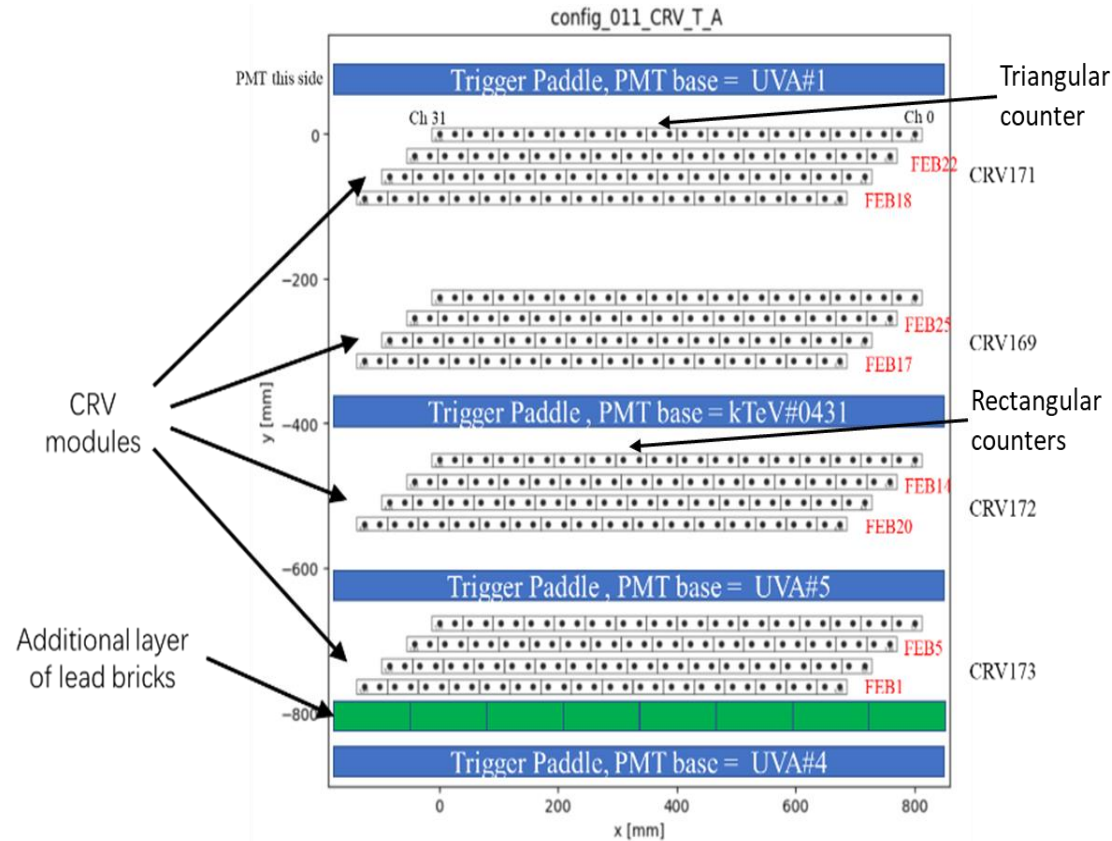 config_011_CRV_T_A
PMT this side
Trigger Paddle, PMT base = UVA#1
Triangular
counter
Ch 31
Ch 0
0
FEB22
CRV171
FEB18
−200
FEB25
CRV169
FEB17
CRV
modules
y [mm]
−400
Trigger Paddle , PMT base = kTeV#0431
Rectangular
counters
FEB14
CRV172
FEB20
−600
Trigger Paddle , PMT base = UVA#5
Additional layer
of lead bricks
FEB5
CRV173
FEB1
−800
Trigger Paddle, PMT base = UVA#4
0
200
400
600
800
x [mm]